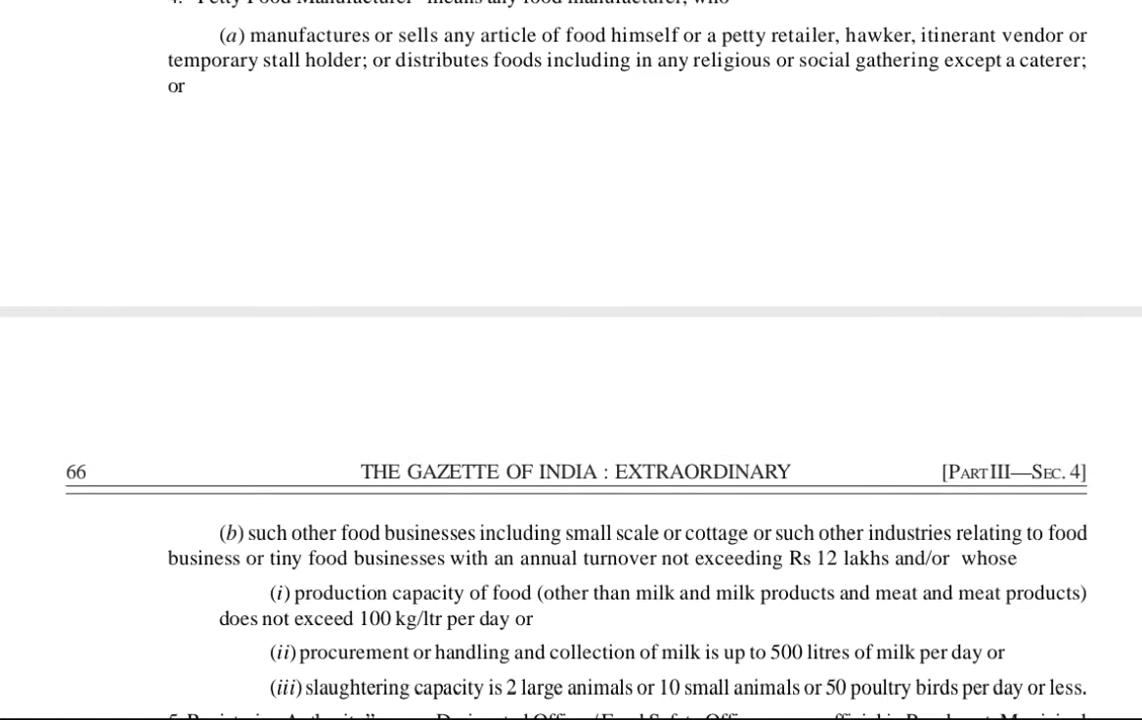 (a) manufactures or sells any article of food himself or a petty retailer, hawker, itinerant vendor or
temporary stall holder; or distributes foods including in any religious or social gathering except a caterer;
or
66 THE GAZETTE OF INDIA : EXTRAORDINARY [PART III—SEC. 4]
(b) such other food businesses including small scale or cottage or such other industries relating to food
business or tiny food businesses with an annual turnover not exceeding Rs 12 lakhs and/or whose
(i) production capacity of food (other than milk and milk products and meat and meat products)
does not exceed 100 kg/ltr per day or
(ii) procurement or handling and collection of milk is up to 500 litres of milk per day or
(iii) slaughtering capacity is 2 large animals or 10 small animals or 50 poultry birds per day or less.